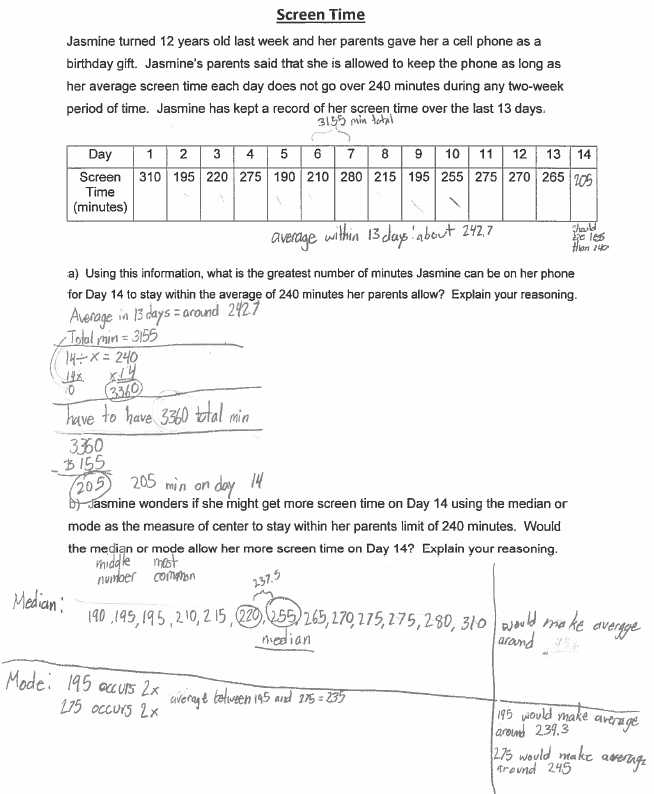 Screen Time
Jasmine turned 12 years old last week and her parents gave her a cell phone as a
birthday gift. Jasmine's parents said that she is allowed to keep the phone as long as
her average screen time each day does not go over 240 minutes during any two-week
period of time. Jasmine has kept a record of her screen time over the last 13 days.
3155 min total
Day 1 2 3 4 5 6 7 8 9 10 11 12 13 14
Screen Time (minutes) 310 195 220 275 190 210 280 215 195 255 275 270 265 205
average within 13 days: about 242.7
should
be less
than 240
a) Using this information, what is the greatest number of minutes Jasmine can be on her phone
for Day 14 to stay within the average of 240 minutes her parents allow? Explain your reasoning.
Average in 13 days = around 242.7
Total min = 3155
14 ÷ x = 240
14x x14
0 3360
have to have 3360 total min
3360
- 3155
205 205 min on day 14
b) Jasmine wonders if she might get more screen time on Day 14 using the median or
mode as the measure of center to stay within her parents limit of 240 minutes. Would
the median or mode allow her more screen time on Day 14? Explain your reasoning.
middle most
number common
237.5
Median: 190, 195, 195, 210, 215, 220, 255, 265, 270, 275, 275, 280, 310
median
would make average
around
Mode: 195 occurs 2x
275 occurs 2x
average between 195 and 275 = 235
195 would make average
around 239.3
275 would make average
around 245